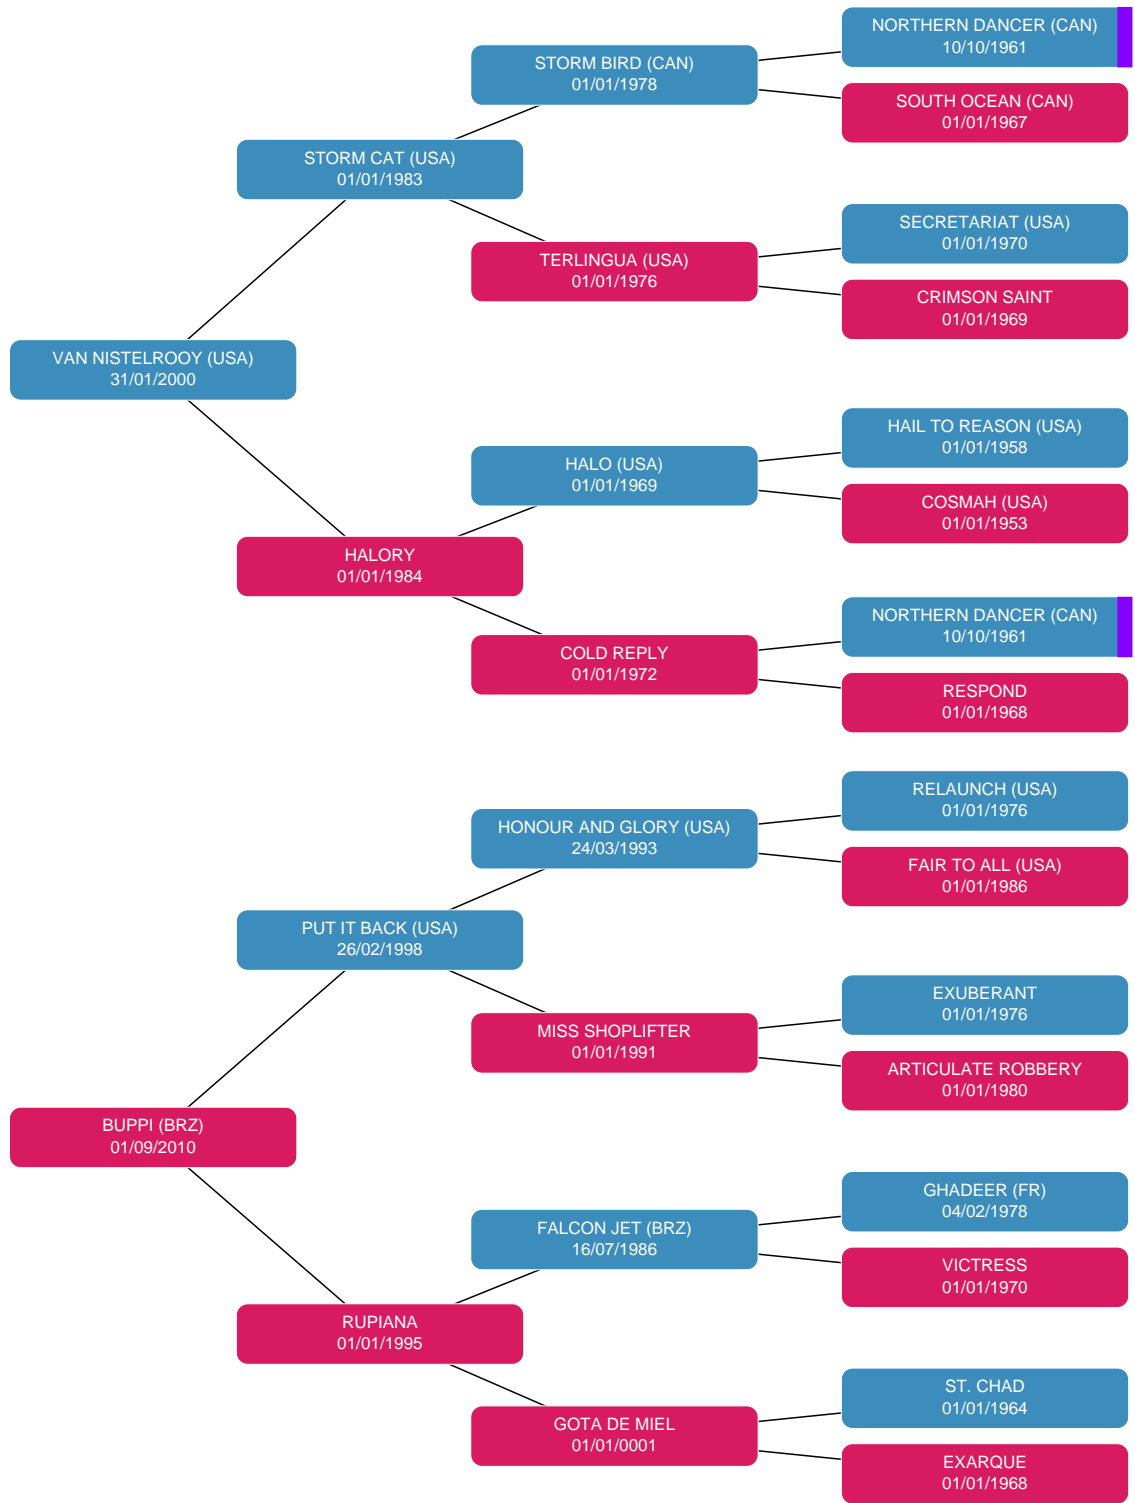 NORTHERN DANCER (CAN)
10/10/1961
STORM BIRD (CAN)
01/01/1978
SOUTH OCEAN (CAN)
01/01/1967
STORM CAT (USA)
01/01/1983
SECRETARIAT (USA)
01/01/1970
TERLINGUA (USA)
01/01/1976
CRIMSON SAINT
01/01/1969
VAN NISTELROOY (USA)
31/01/2000
HAIL TO REASON (USA)
01/01/1958
HALO (USA)
01/01/1969
COSMAH (USA)
01/01/1953
HALORY
01/01/1984
NORTHERN DANCER (CAN)
10/10/1961
COLD REPLY
01/01/1972
RESPOND
01/01/1968
RELAUNCH (USA)
01/01/1976
HONOUR AND GLORY (USA)
24/03/1993
FAIR TO ALL (USA)
01/01/1986
PUT IT BACK (USA)
26/02/1998
EXUBERANT
01/01/1976
MISS SHOPLIFTER
01/01/1991
ARTICULATE ROBBERY
01/01/1980
BUPPI (BRZ)
01/09/2010
GHADEER (FR)
04/02/1978
FALCON JET (BRZ)
16/07/1986
VICTRESS
01/01/1970
RUPIANA
01/01/1995
ST. CHAD
01/01/1964
GOTA DE MIEL
01/01/0001
EXARQUE
01/01/1968